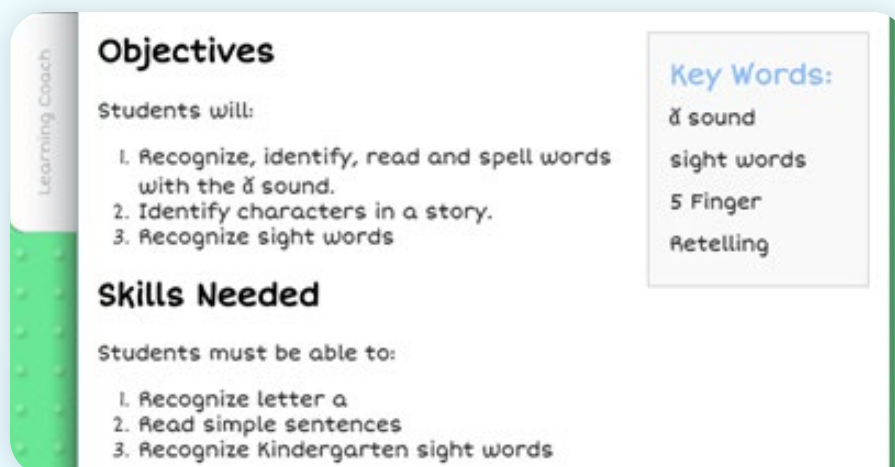 Learning Coach
Objectives
Students will:
1. Recognize, identify, read and spell words
with the ă sound.
2. Identify characters in a story.
3. Recognize sight words
Skills Needed
Students must be able to:
1. Recognize letter a
2. Read simple sentences
3. Recognize Kindergarten sight words
Key Words:
ă sound
sight words
5 Finger
Retelling